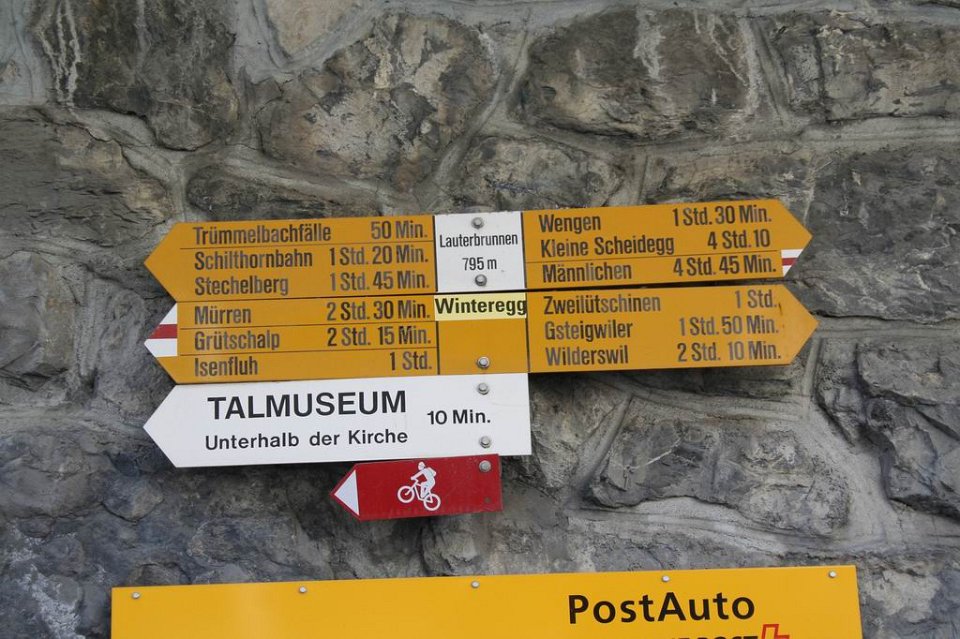 Trümmelbachfälle 50 Min.
Schilthornbahn 1 Std. 20 Min.
Stechelberg 1 Std. 45 Min.
Lauterbrunnen
795 m
Wengen 1 Std. 30 Min.
Kleine Scheidegg 4 Std. 10
Männlichen 4 Std. 45 Min.
Mürren 2 Std. 30 Min.
Grütschalp 2 Std. 15 Min.
Isenfluh 1 Std.
Winteregg
Zweilütschinen 1 Std.
Gsteigwiler 1 Std. 50 Min.
Wilderswil 2 Std. 10 Min.
TALMUSEUM 10 Min.
Unterhalb der Kirche
PostAuto